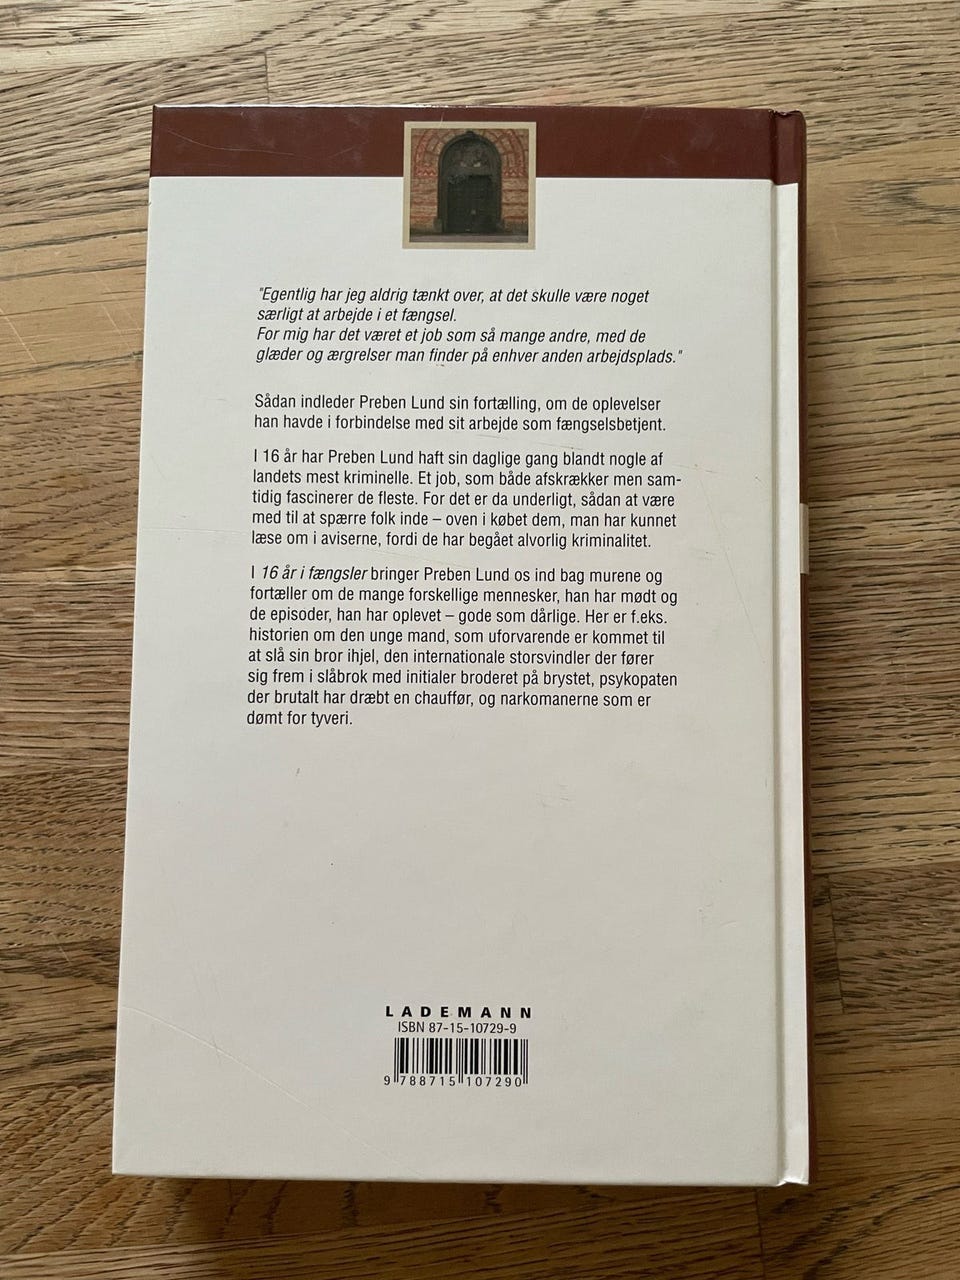 "Egentlig har jeg aldrig tænkt over, at det skulle være noget
særligt at arbejde i et fængsel.
For mig har det været et job som så mange andre, med de
glæder og ærgrelser man finder på enhver anden arbejdsplads."
Sådan indleder Preben Lund sin fortælling, om de oplevelser
han havde i forbindelse med sit arbejde som fængselsbetjent.
I 16 år har Preben Lund haft sin daglige gang blandt nogle af
landets mest kriminelle. Et job, som både afskrækker men sam-
tidig fascinerer de fleste. For det er da underligt, sådan at være
med til at spærre folk inde – oven i købet dem, man har kunnet
læse om i aviserne, fordi de har begået alvorlig kriminalitet.
I 16 år i fængsler bringer Preben Lund os ind bag murene og
fortæller om de mange forskellige mennesker, han har mødt og
de episoder, han har oplevet – gode som dårlige. Her er f.eks.
historien om den unge mand, som uforvarende er kommet til
at slå sin bror ihjel, den internationale storsvindler der fører
sig frem i slåbrok med initialer broderet på brystet, psykopaten
der brutalt har dræbt en chauffør, og narkomanerne som er
dømt for tyveri.
LADEMANN
ISBN 87-15-10729-9
9 788715 107290